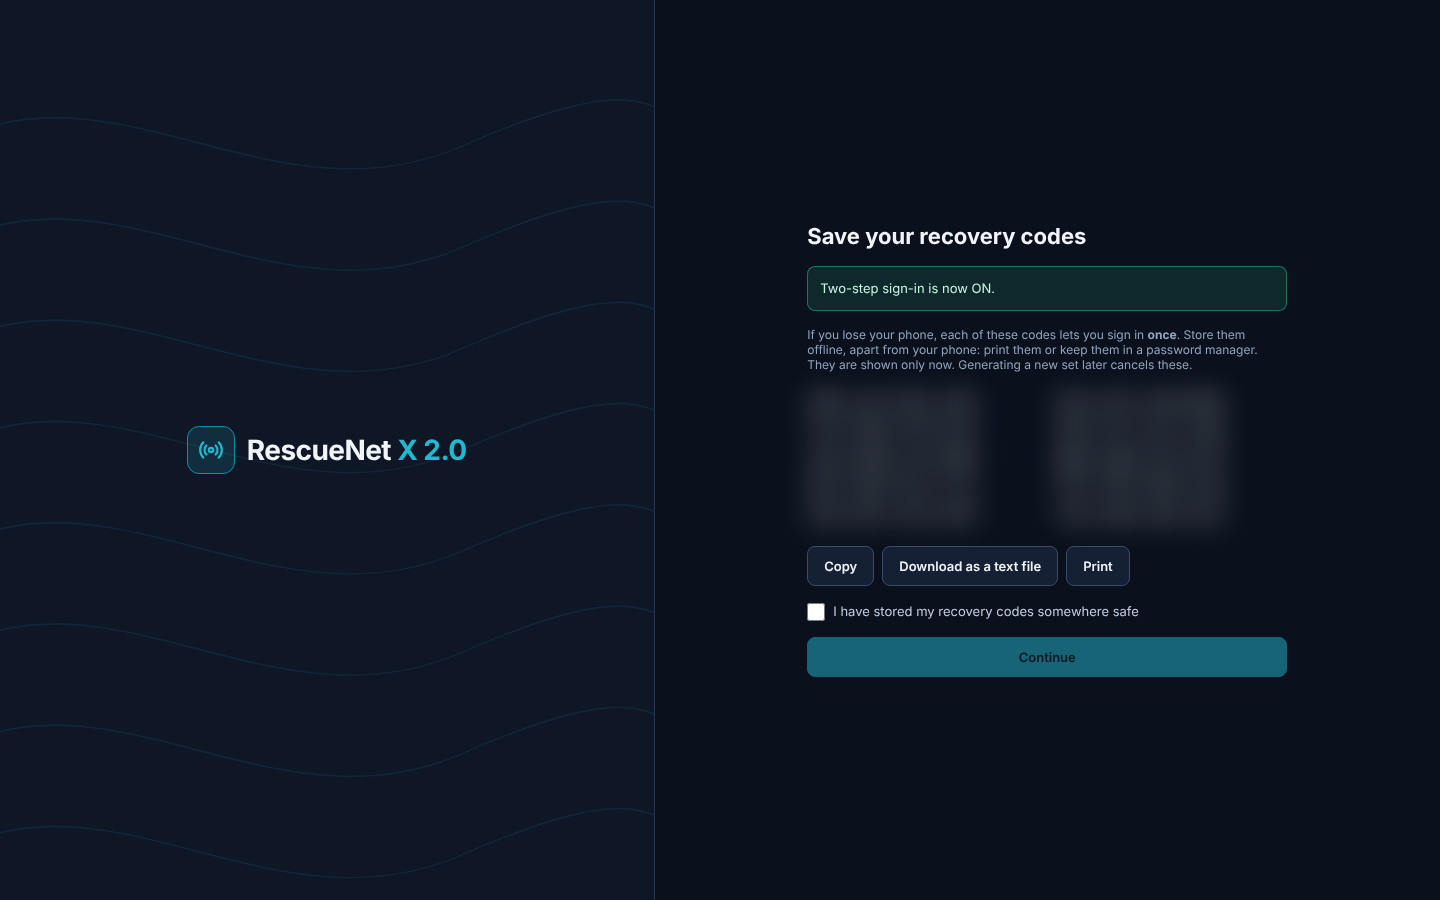 RescueNet X 2.0
Save your recovery codes
Two-step sign-in is now ON.
If you lose your phone, each of these codes lets you sign in once. Store them
offline, apart from your phone: print them or keep them in a password manager.
They are shown only now. Generating a new set later cancels these.
Copy
Download as a text file
Print
I have stored my recovery codes somewhere safe
Continue